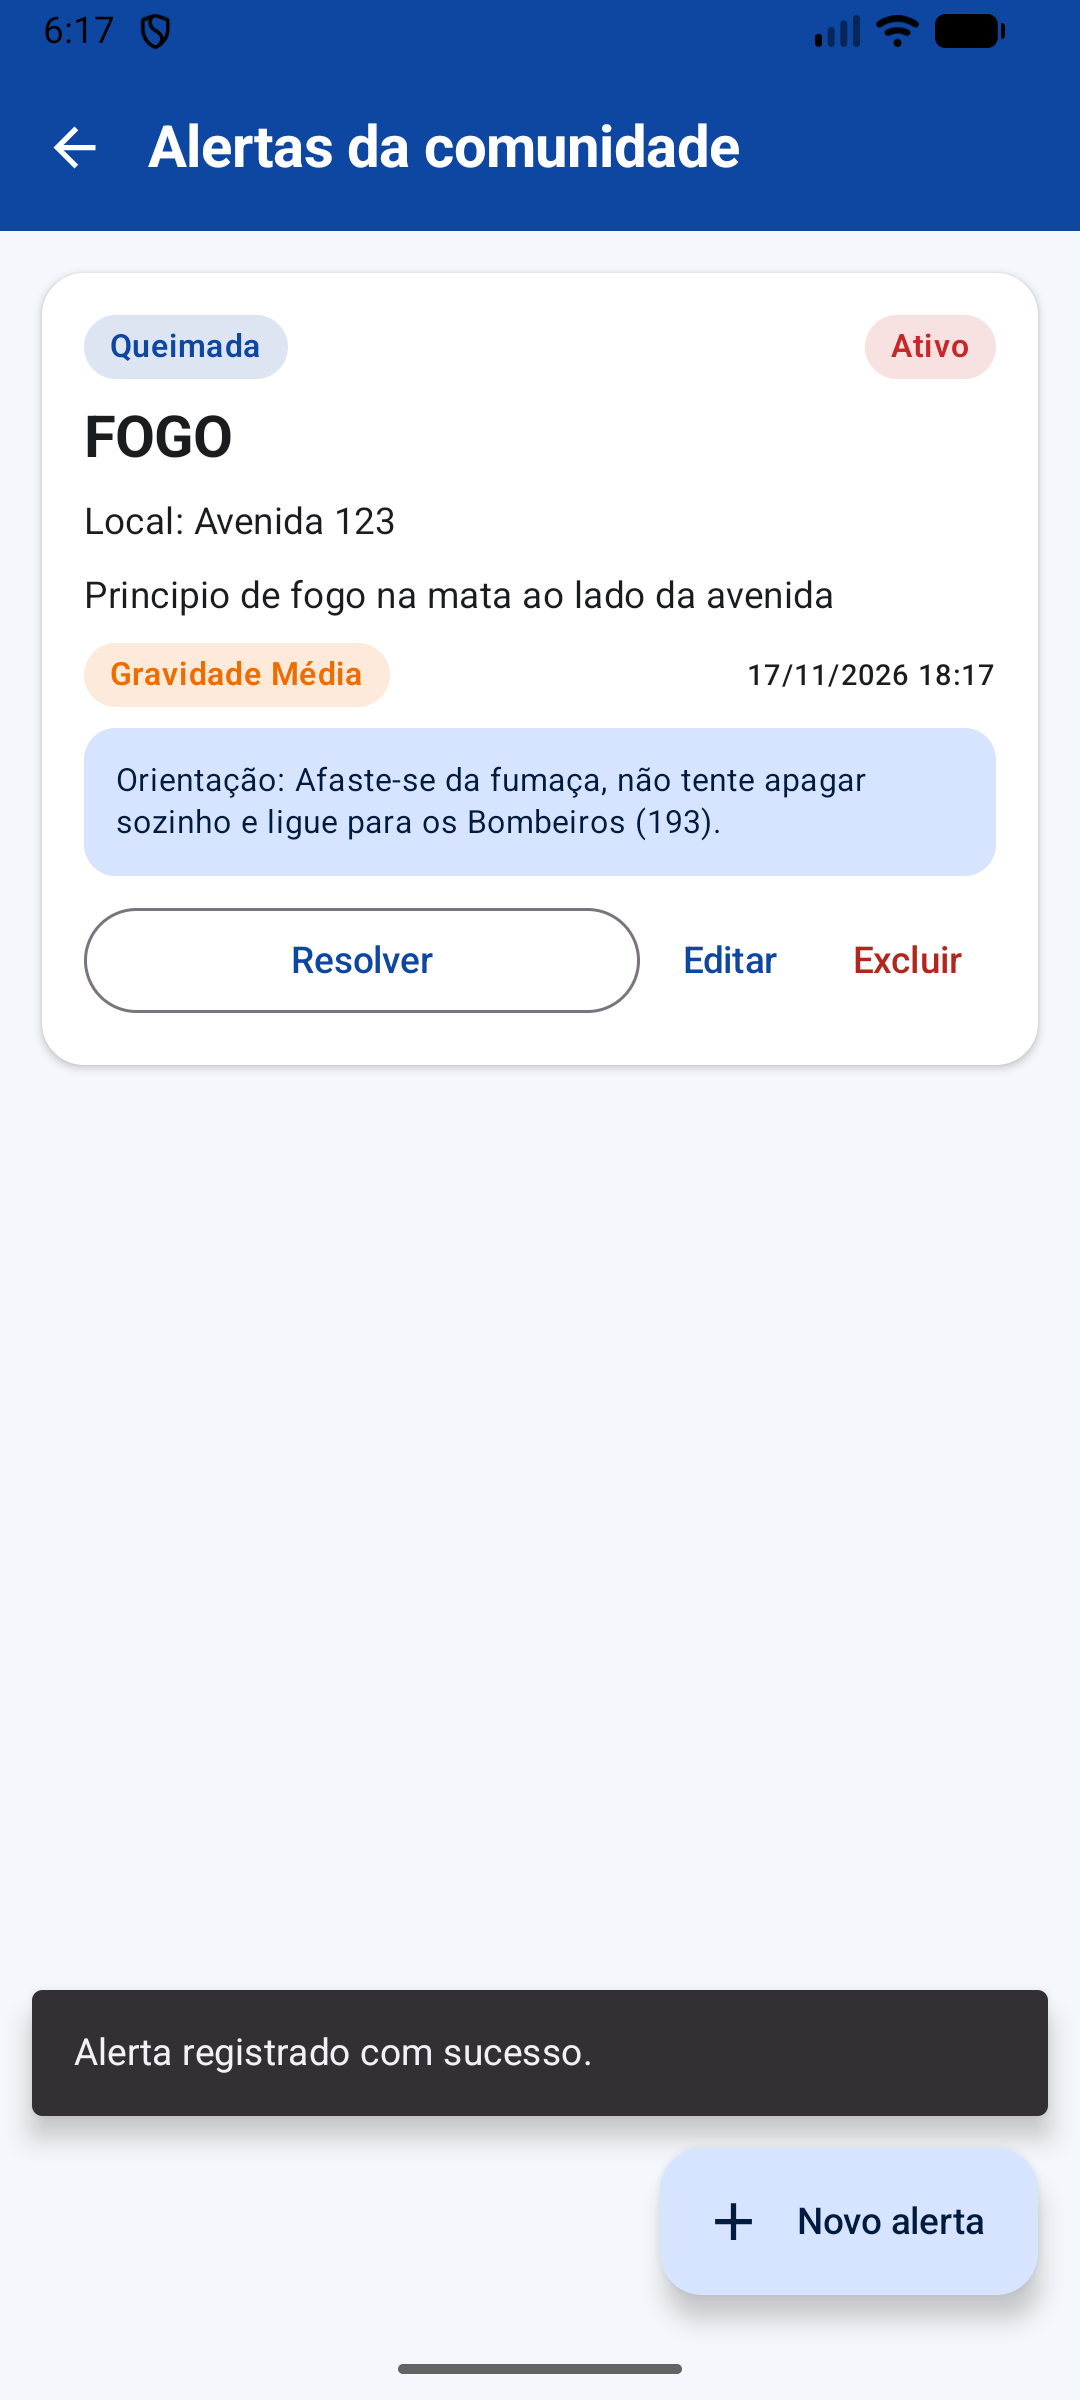 6:17
Alertas da comunidade
Queimada
Ativo
FOGO
Local: Avenida 123
Principio de fogo na mata ao lado da avenida
Gravidade Média
17/11/2026 18:17
Orientação: Afaste-se da fumaça, não tente apagar
sozinho e ligue para os Bombeiros (193).
Resolver
Editar
Excluir
Alerta registrado com sucesso.
Novo alerta